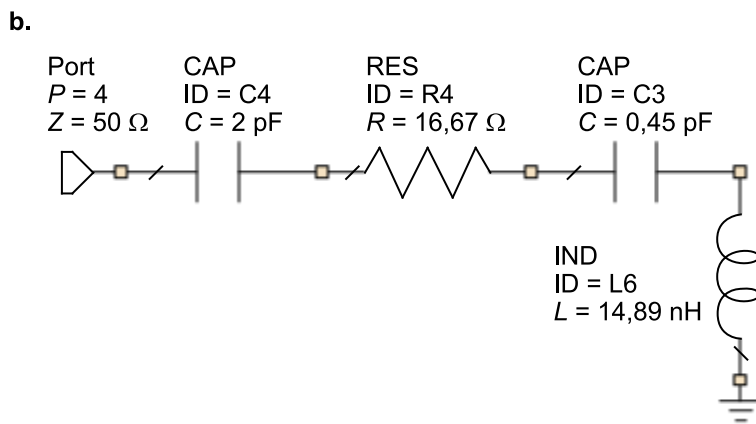 b.
Port
P = 4
Z = 50 Ω
CAP
ID = C4
C = 2 pF
RES
ID = R4
R = 16,67 Ω
CAP
ID = C3
C = 0,45 pF
IND
ID = L6
L = 14,89 nH